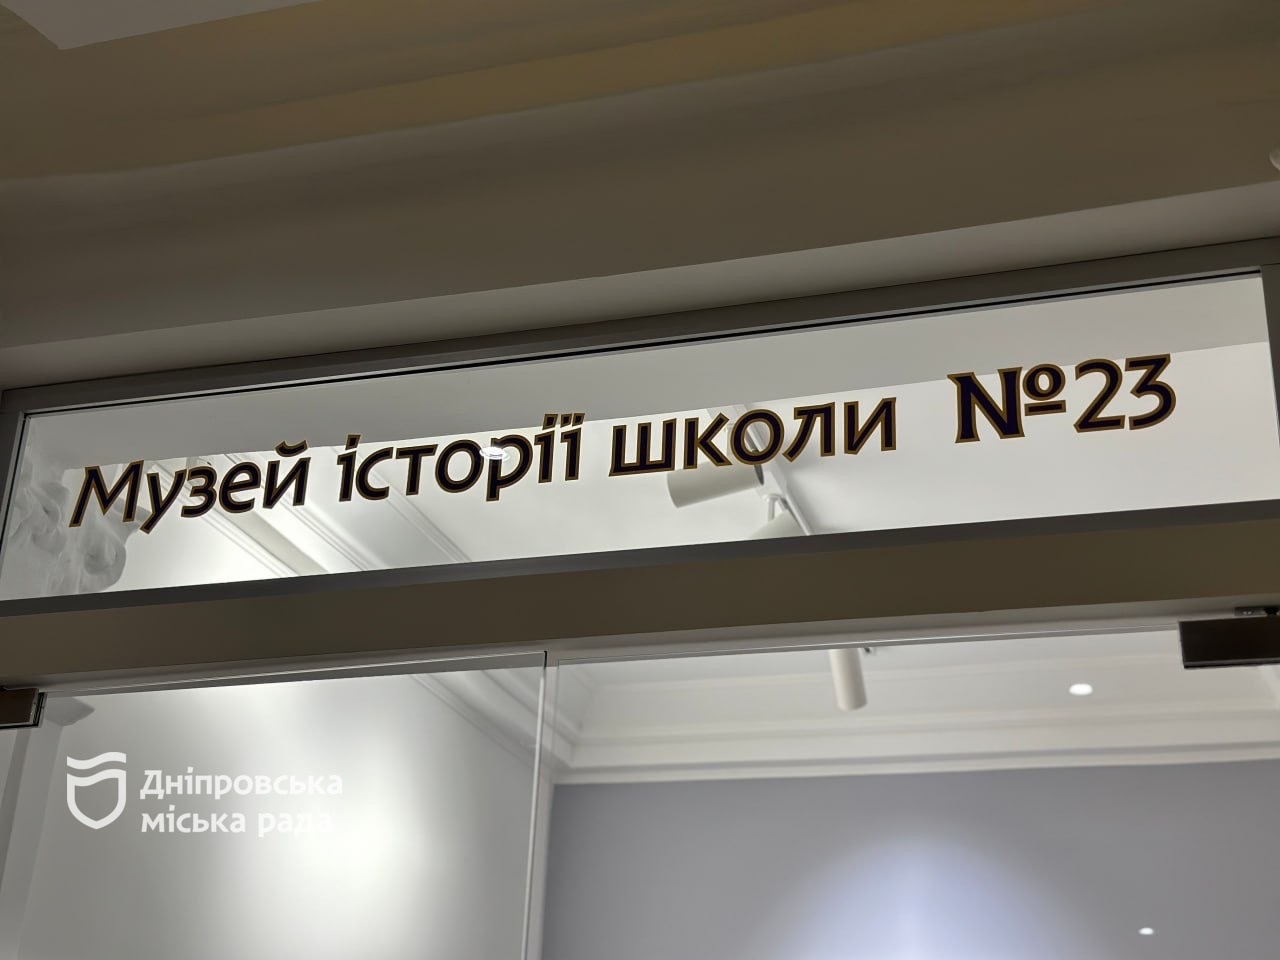 Музей історії школи №23
Дніпровська
міська рада